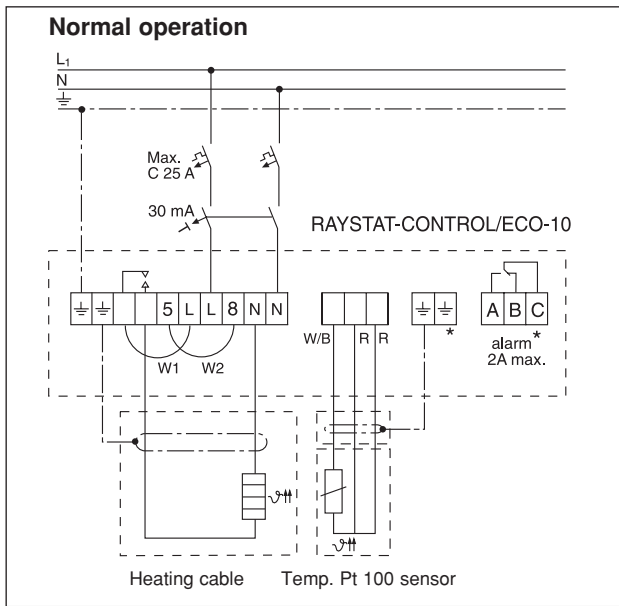 Normal operation
L1
N
Max.
C 25 A
30 mA
RAYSTAT-CONTROL/ECO-10
5 L L 8 N N
A B C
W/B R R
*
alarm*
2A max.
W1 W2
Heating cable
Temp. Pt 100 sensor